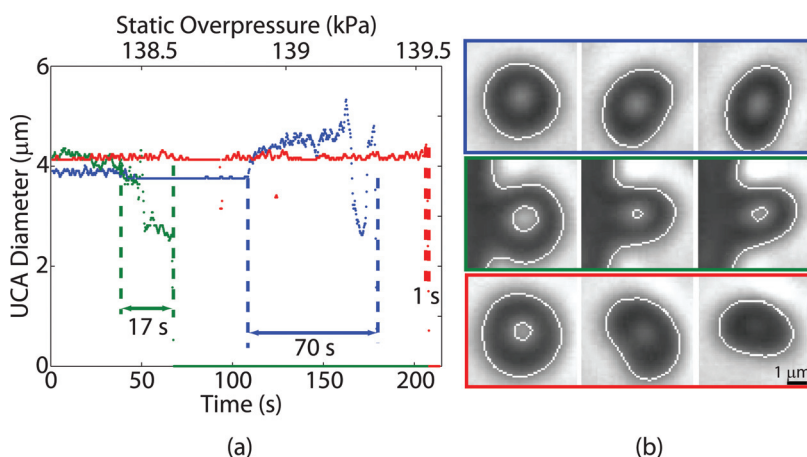 Static Overpressure (kPa)
138.5 139 139.5
6
4
2
0
UCA Diameter (μm)
17 s
70 s
1 s
0 50 100 150 200
Time (s)
1 μm
(a) (b)